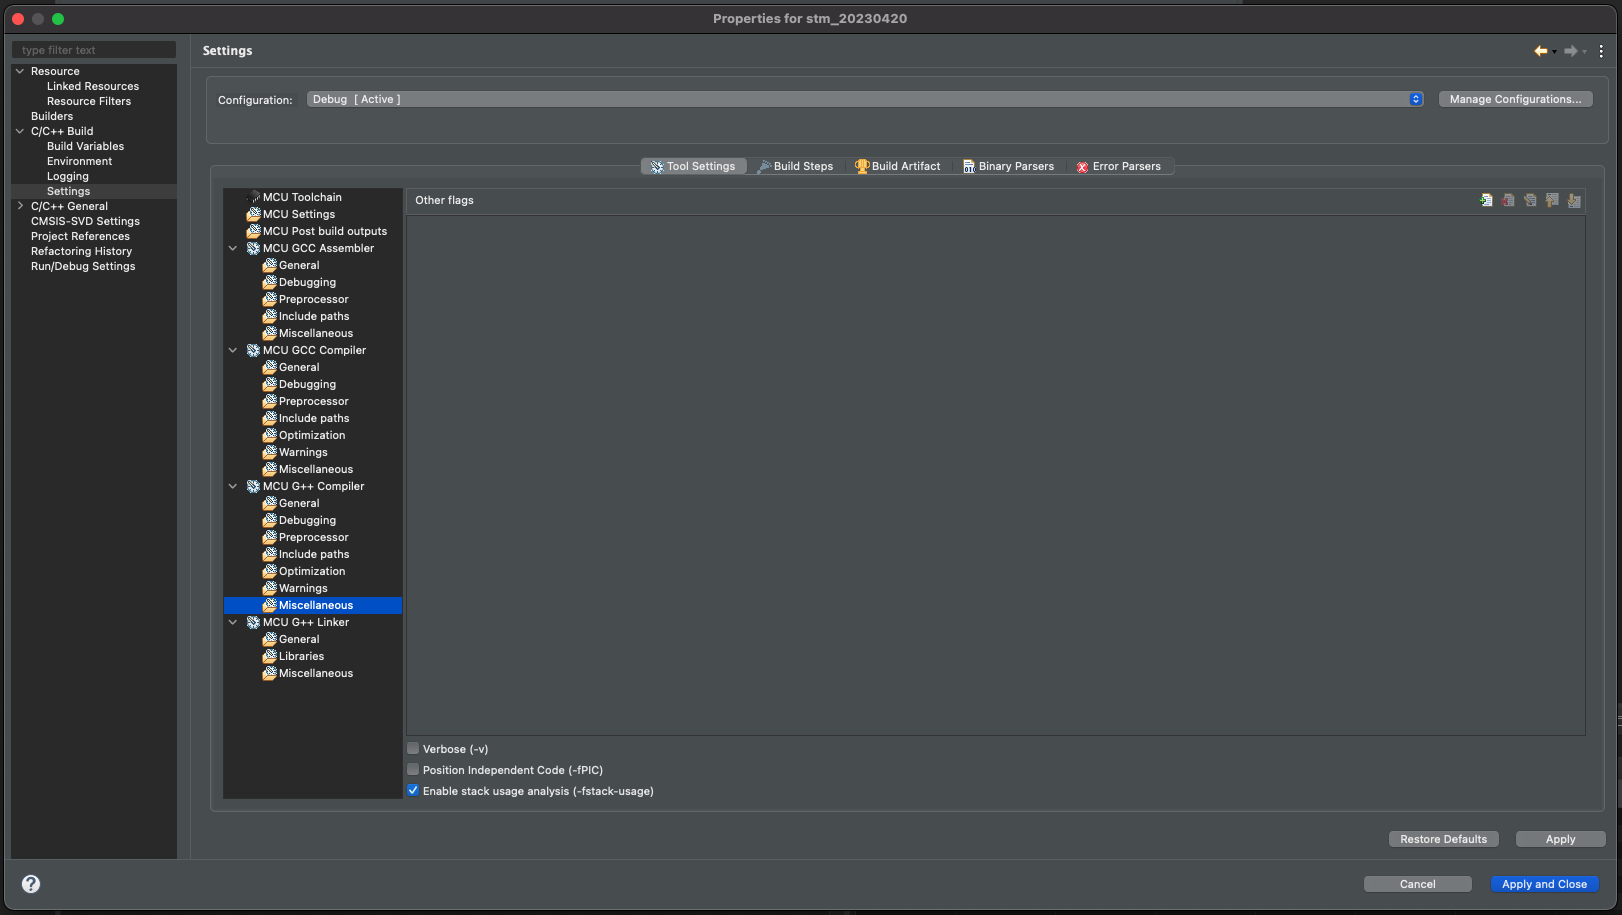 Properties for stm_20230420
type filter text
Resource
Linked Resources
Resource Filters
Builders
C/C++ Build
Build Variables
Environment
Logging
Settings
C/C++ General
CMSIS-SVD Settings
Project References
Refactoring History
Run/Debug Settings
Settings
Configuration:
Debug [ Active ]
Manage Configurations...
Tool Settings
Build Steps
Build Artifact
Binary Parsers
Error Parsers
MCU Toolchain
MCU Settings
MCU Post build outputs
MCU GCC Assembler
General
Debugging
Preprocessor
Include paths
Miscellaneous
MCU GCC Compiler
General
Debugging
Preprocessor
Include paths
Optimization
Warnings
Miscellaneous
MCU G++ Compiler
General
Debugging
Preprocessor
Include paths
Optimization
Warnings
Miscellaneous
MCU G++ Linker
General
Libraries
Miscellaneous
Other flags
Verbose (-v)
Position Independent Code (-fPIC)
Enable stack usage analysis (-fstack-usage)
Restore Defaults
Apply
?
Cancel
Apply and Close